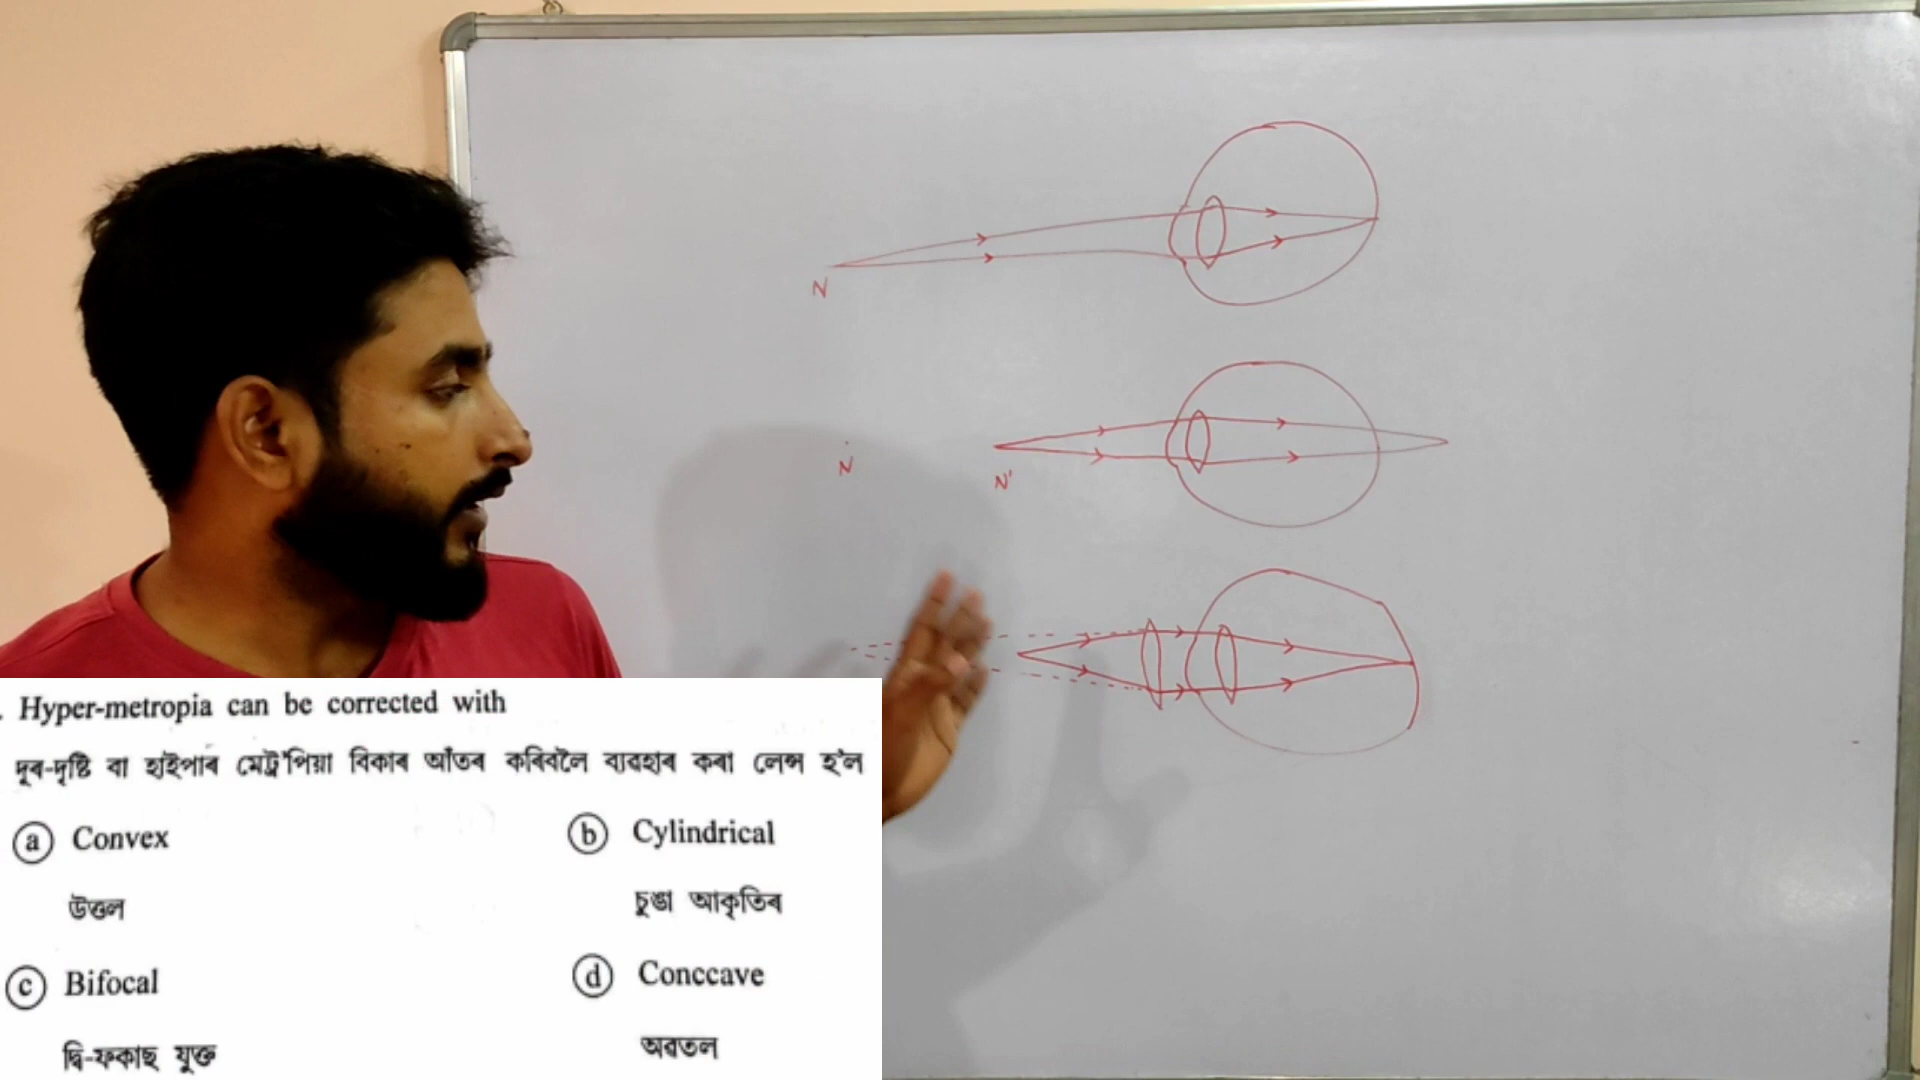 N
N
N'
. Hyper-metropia can be corrected with
দূৰ-দৃষ্টি বা হাইপাৰ মেট্ৰ'পিয়া বিকাৰ আঁতৰ কৰিবলৈ ব্যৱহাৰ কৰা লেন্স হ'ল
a Convex
b Cylindrical
উত্তল
চুঙা আকৃতিৰ
c Bifocal
d Conccave
দ্বি-ফকাছ যুক্ত
অৱতল